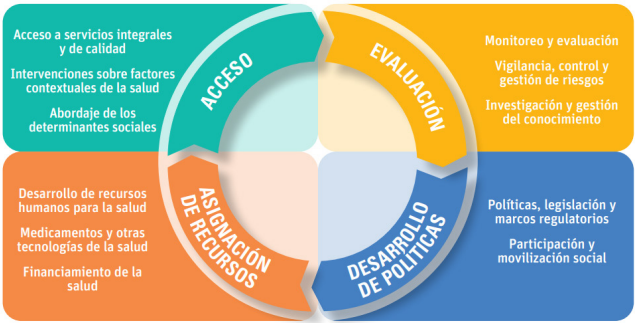 Acceso a servicios integrales
y de calidad
Intervenciones sobre factores
contextuales de la salud
Abordaje de los
determinantes sociales
ACCESO
EVALUACIÓN
Monitoreo y evaluación
Vigilancia, control y
gestión de riesgos
Investigación y gestión
del conocimiento
Desarrollo de recursos
humanos para la salud
Medicamentos y otras
tecnologías de la salud
Financiamiento de la
salud
ASIGNACIÓN
DE RECURSOS
DESARROLLO
DE POLÍTICAS
Políticas, legislación y
marcos regulatorios
Participación y
movilización social